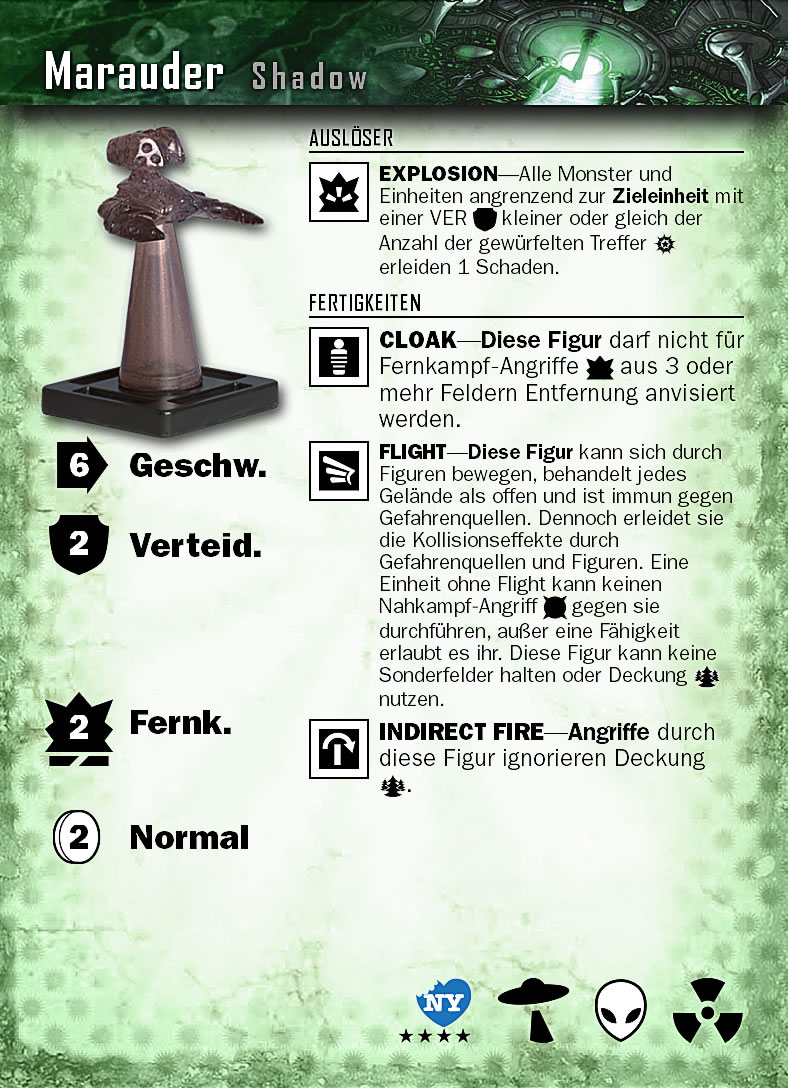 Marauder Shadow
AUSLÖSER
EXPLOSION—Alle Monster und
Einheiten angrenzend zur Zieleinheit mit
einer VER kleiner oder gleich der
Anzahl der gewürfelten Treffer
erleiden 1 Schaden.
FERTIGKEITEN
CLOAK—Diese Figur darf nicht für
Fernkampf-Angriffe aus 3 oder
mehr Feldern Entfernung anvisiert
werden.
FLIGHT—Diese Figur kann sich durch
Figuren bewegen, behandelt jedes
Gelände als offen und ist immun gegen
Gefahrenquellen. Dennoch erleidet sie
die Kollisionseffekte durch
Gefahrenquellen und Figuren. Eine
Einheit ohne Flight kann keinen
Nahkampf-Angriff gegen sie
durchführen, außer eine Fähigkeit
erlaubt es ihr. Diese Figur kann keine
Sonderfelder halten oder Deckung
nutzen.
INDIRECT FIRE—Angriffe durch
diese Figur ignorieren Deckung
.
6 Geschw.
2 Verteid.
2 Fernk.
2 Normal
NY